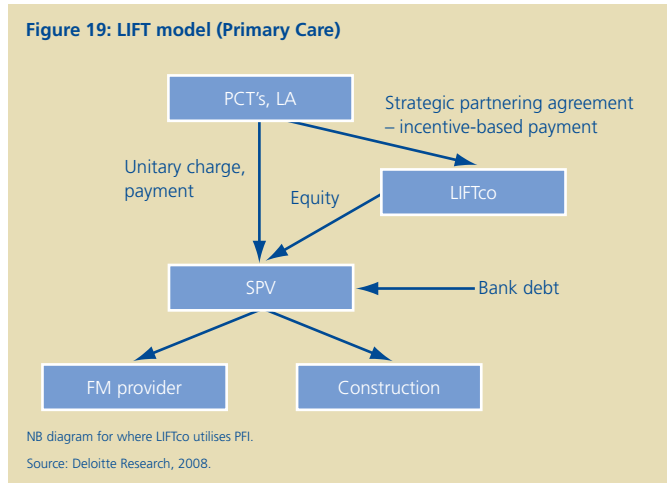 Figure 19: LIFT model (Primary Care)
PCT's, LA
Strategic partnering agreement
– incentive-based payment
Unitary charge,
payment
Equity
LIFTco
SPV
Bank debt
FM provider
Construction
NB diagram for where LIFTco utilises PFI.
Source: Deloitte Research, 2008.